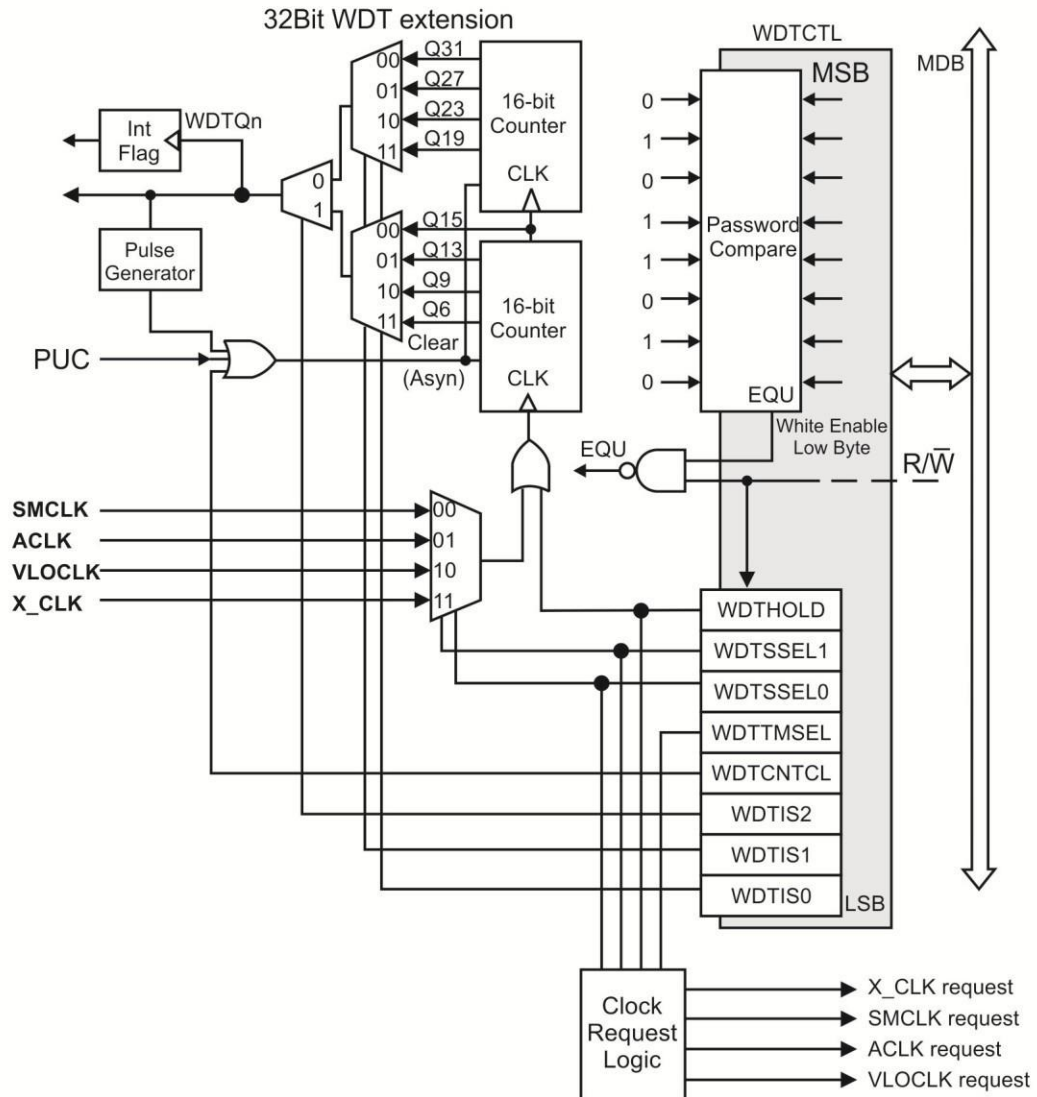 32Bit WDT extension
WDTCTL
MDB
MSB
Int
Flag
WDTQn
00
01
10
11
Q31
Q27
Q23
Q19
16-bit
Counter
CLK
0
1
00
01
10
11
Q15
Q13
Q9
Q6
Clear
(Asyn)
16-bit
Counter
CLK
Pulse
Generator
PUC
0
1
0
1
1
0
1
0
Password
Compare
EQU
White Enable
Low Byte
EQU
R/W̅
SMCLK
ACLK
VLOCLK
X_CLK
00
01
10
11
WDTHOLD
WDTSSEL1
WDTSSEL0
WDTTMSEL
WDTCNTCL
WDTIS2
WDTIS1
WDTIS0
LSB
Clock
Request
Logic
X_CLK request
SMCLK request
ACLK request
VLOCLK request